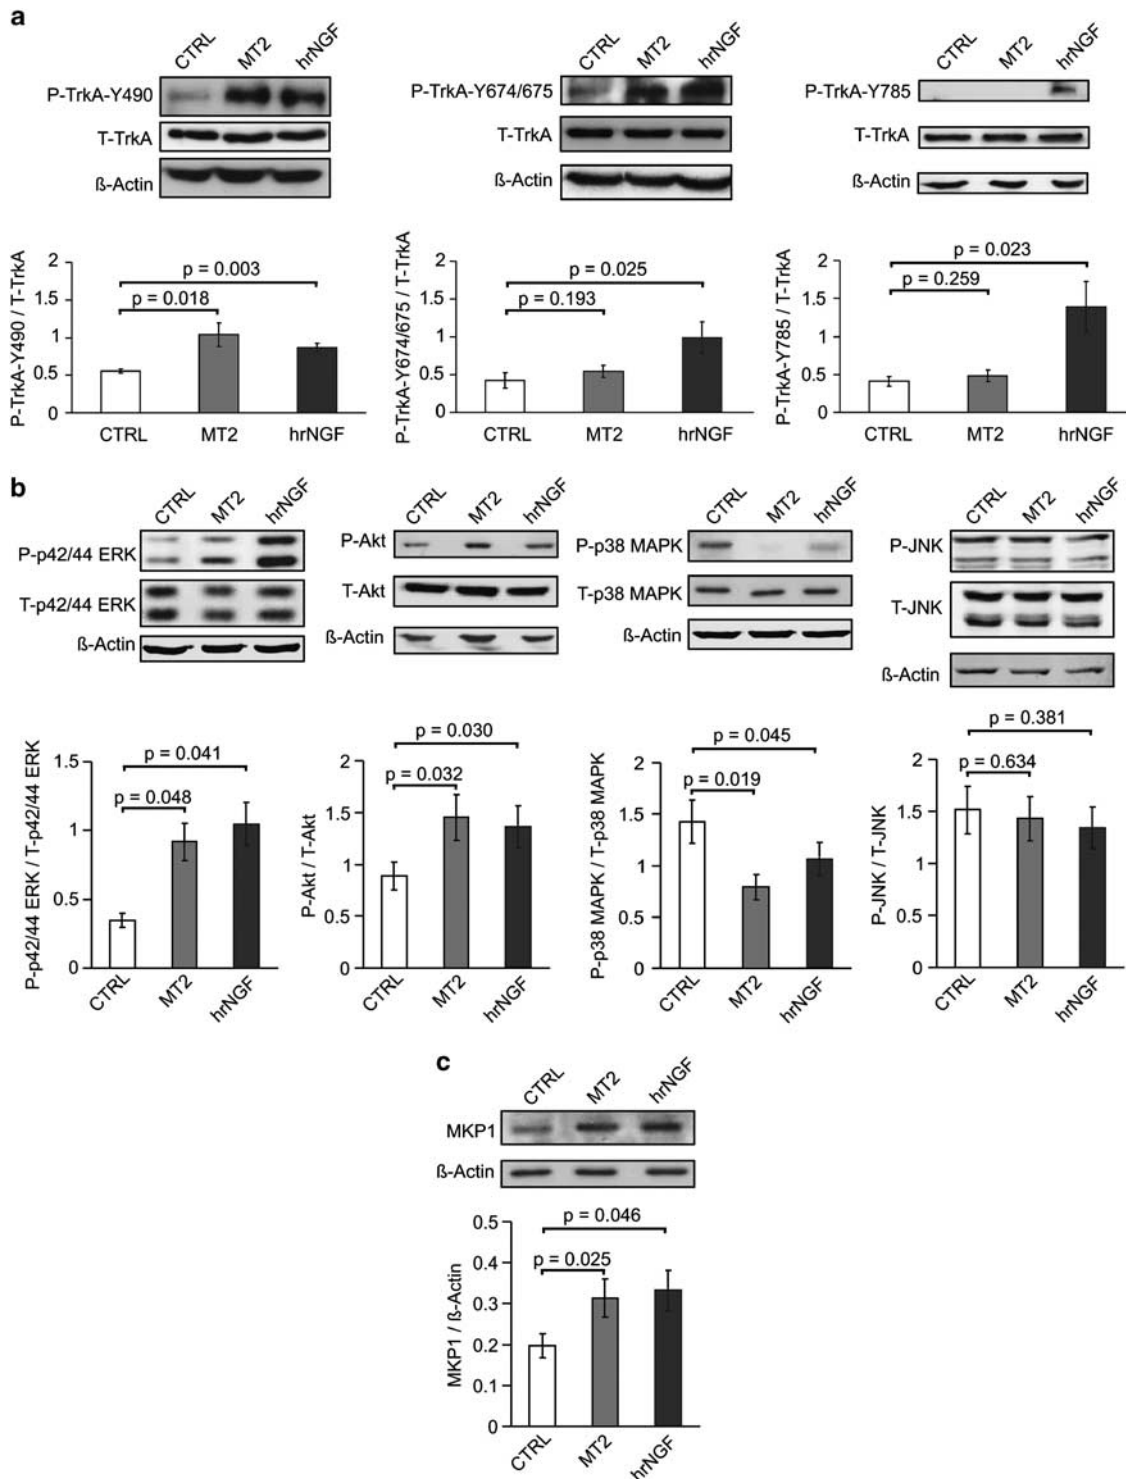 a
CTRL MT2 hrNGF
P-TrkA-Y490
T-TrkA
ß-Actin
CTRL MT2 hrNGF
P-TrkA-Y674/675
T-TrkA
ß-Actin
CTRL MT2 hrNGF
P-TrkA-Y785
T-TrkA
ß-Actin
P-TrkA-Y490 / T-TrkA
2
1.5
1
0.5
0
p = 0.003
p = 0.018
CTRL MT2 hrNGF
P-TrkA-Y674/675 / T-TrkA
2
1.5
1
0.5
0
p = 0.025
p = 0.193
CTRL MT2 hrNGF
P-TrkA-Y785 / T-TrkA
2
1.5
1
0.5
0
p = 0.023
p = 0.259
CTRL MT2 hrNGF
b
CTRL MT2 hrNGF
P-p42/44 ERK
T-p42/44 ERK
ß-Actin
CTRL MT2 hrNGF
P-Akt
T-Akt
ß-Actin
CTRL MT2 hrNGF
P-p38 MAPK
T-p38 MAPK
ß-Actin
CTRL MT2 hrNGF
P-JNK
T-JNK
ß-Actin
P-p42/44 ERK / T-p42/44 ERK
1.5
1
0.5
0
p = 0.041
p = 0.048
CTRL MT2 hrNGF
P-Akt / T-Akt
2
1.5
1
0.5
0
p = 0.030
p = 0.032
CTRL MT2 hrNGF
P-p38 MAPK / T-p38 MAPK
2
1.5
1
0.5
0
p = 0.045
p = 0.019
CTRL MT2 hrNGF
P-JNK / T-JNK
2
1.5
1
0.5
0
p = 0.381
p = 0.634
CTRL MT2 hrNGF
c
CTRL MT2 hrNGF
MKP1
ß-Actin
MKP1 / ß-Actin
0.5
0.4
0.3
0.2
0.1
0
p = 0.046
p = 0.025
CTRL MT2 hrNGF